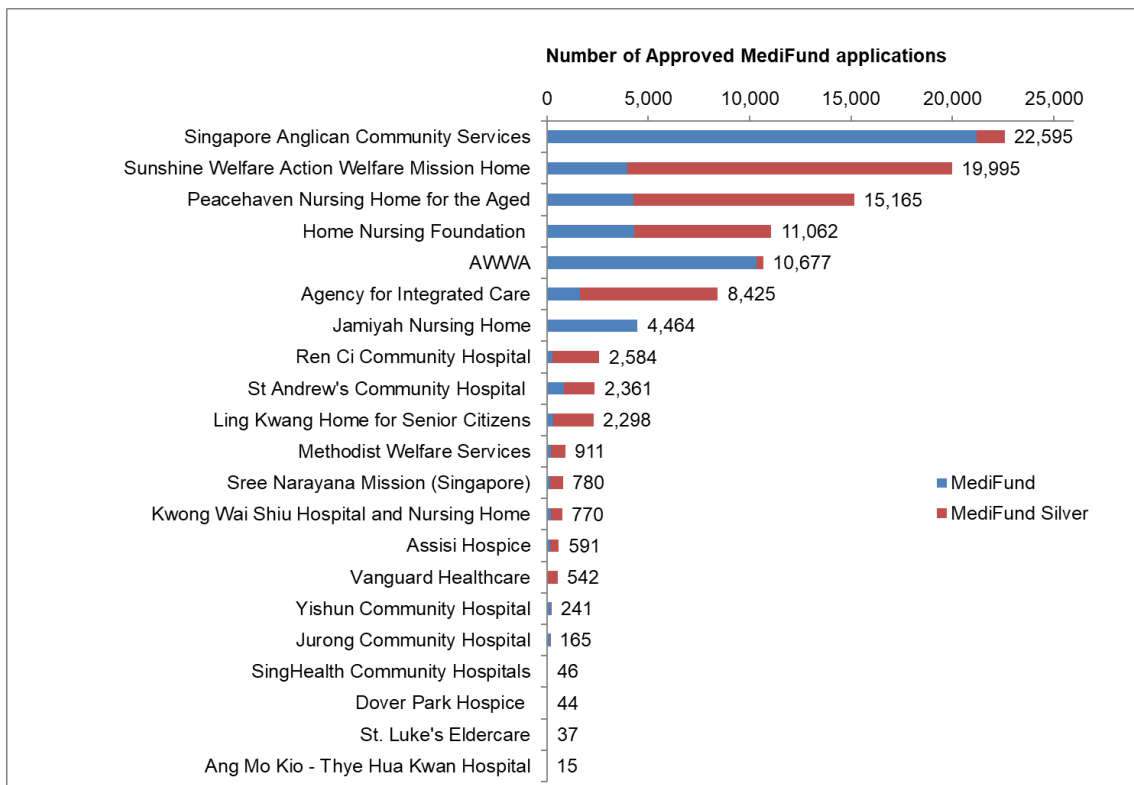 Number of Approved MediFund applications
0 5,000 10,000 15,000 20,000 25,000
Singapore Anglican Community Services 22,595
Sunshine Welfare Action Welfare Mission Home 19,995
Peacehaven Nursing Home for the Aged 15,165
Home Nursing Foundation 11,062
AWWA 10,677
Agency for Integrated Care 8,425
Jamiyah Nursing Home 4,464
Ren Ci Community Hospital 2,584
St Andrew's Community Hospital 2,361
Ling Kwang Home for Senior Citizens 2,298
Methodist Welfare Services 911
Sree Narayana Mission (Singapore) 780
MediFund
Kwong Wai Shiu Hospital and Nursing Home 770
MediFund Silver
Assisi Hospice 591
Vanguard Healthcare 542
Yishun Community Hospital 241
Jurong Community Hospital 165
SingHealth Community Hospitals 46
Dover Park Hospice 44
St. Luke's Eldercare 37
Ang Mo Kio - Thye Hua Kwan Hospital 15